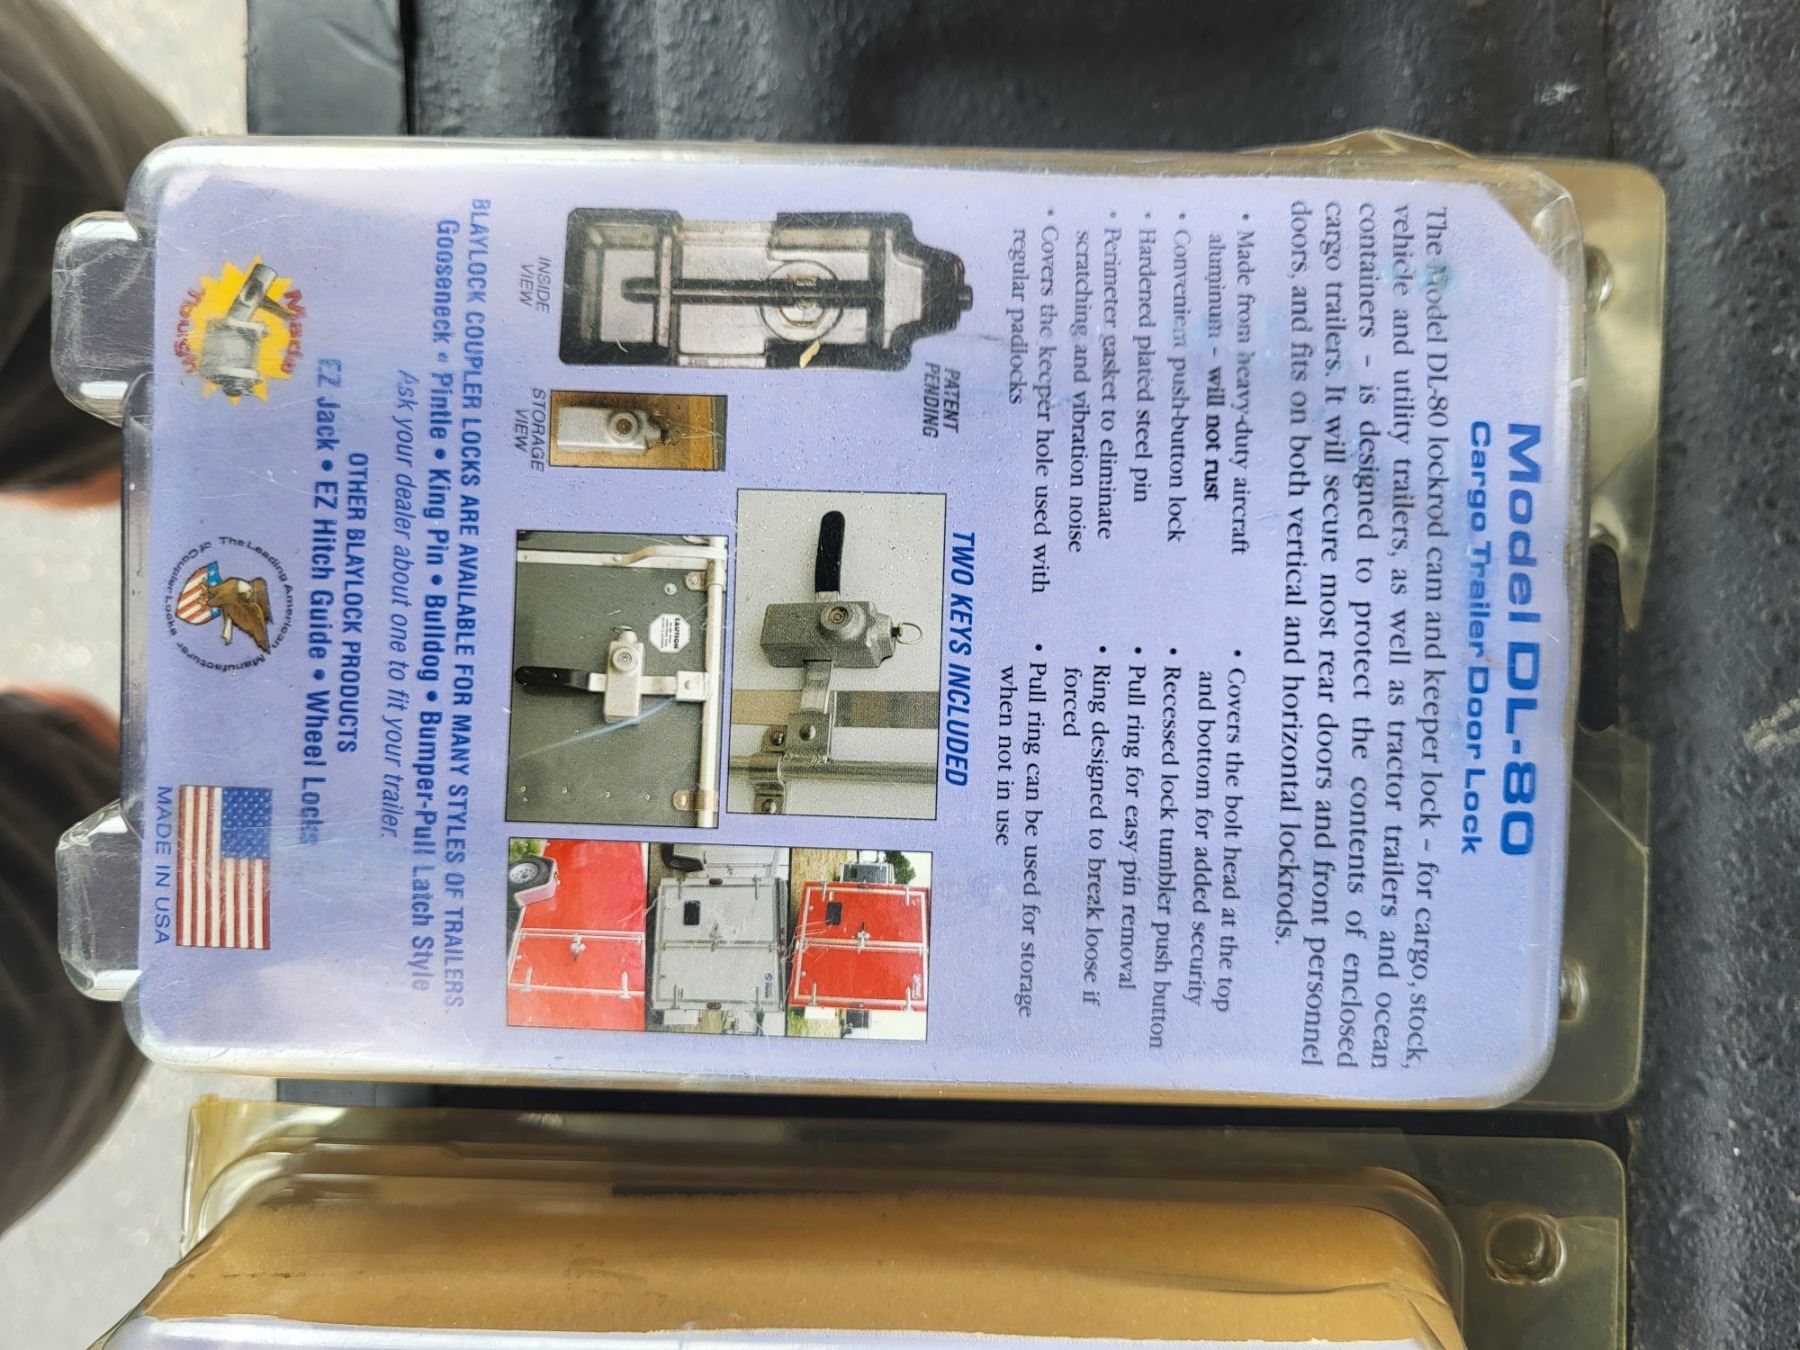 Model DL-80
Cargo Trailer Door Lock
The Model DL-80 lockrod cam and keeper lock – for cargo, stock,
vehicle and utility trailers, as well as tractor trailers and ocean
containers – is designed to protect the contents of enclosed
cargo trailers. It will secure most rear doors and front personnel
doors, and fits on both vertical and horizontal lockrods.
• Made from heavy-duty aircraft
aluminum – will not rust
• Convenient push-button lock
• Hardened plated steel pin
• Perimeter gasket to eliminate
scratching and vibration noise
• Covers the keeper hole used with
regular padlocks
• Covers the bolt head at the top
and bottom for added security
• Recessed lock tumbler push button
• Pull ring for easy pin removal
• Ring designed to break loose if
forced
• Pull ring can be used for storage
when not in use
PATENT
PENDING
TWO KEYS INCLUDED
INSIDE
VIEW
STORAGE
VIEW
CAUTION
BLAYLOCK COUPLER LOCKS ARE AVAILABLE FOR MANY STYLES OF TRAILERS.
Gooseneck • Pintle • King Pin • Bulldog • Bumper-Pull Latch Style
Ask your dealer about one to fit your trailer.
OTHER BLAYLOCK PRODUCTS
EZ Jack • EZ Hitch Guide • Wheel Locks
Made
Tough
The Leading American Manufacturer
of Coupler Locks
MADE IN USA